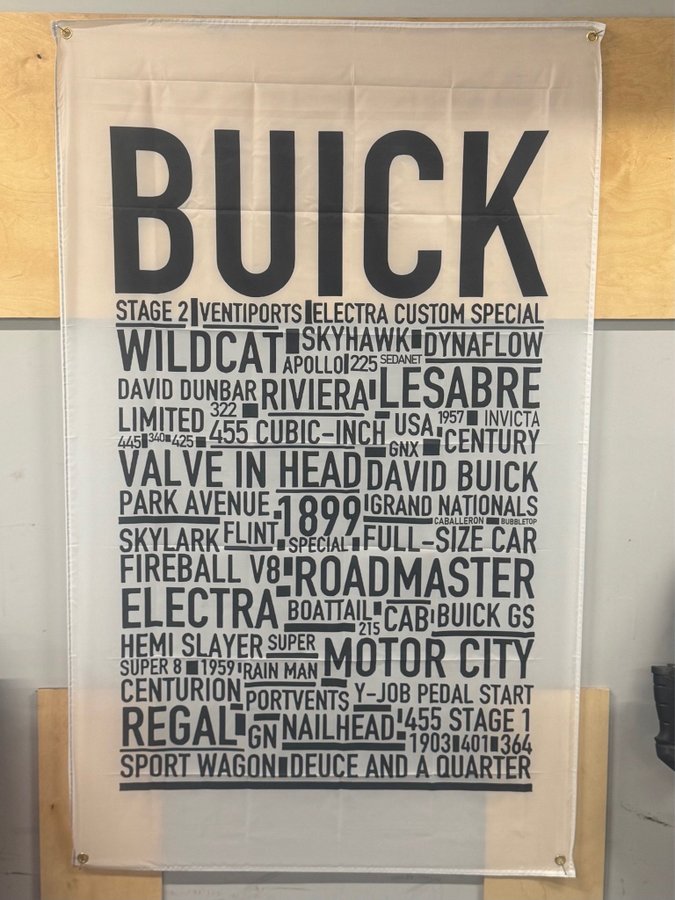 BUICK
STAGE 2 VENTIPORTS ELECTRA CUSTOM SPECIAL
WILDCAT SKYHAWK DYNAFLOW
APOLLO 225 SEDANET
DAVID DUNBAR RIVIERA LESABRE
LIMITED 322 USA 1957 INVICTA
445 340 425 455 CUBIC-INCH GNX CENTURY
VALVE IN HEAD DAVID BUICK
PARK AVENUE 1899 GRAND NATIONALS
CABALLERON BUBBLETOP
SKYLARK FLINT SPECIAL FULL-SIZE CAR
FIREBALL V8 ROADMASTER
ELECTRA BOATTAIL 215 CAB BUICK GS
HEMI SLAYER SUPER MOTOR CITY
SUPER 8 1959 RAIN MAN
CENTURION PORTVENTS Y-JOB PEDAL START
REGAL GN NAILHEAD 455 STAGE 1
1903 401 364
SPORT WAGON DEUCE AND A QUARTER